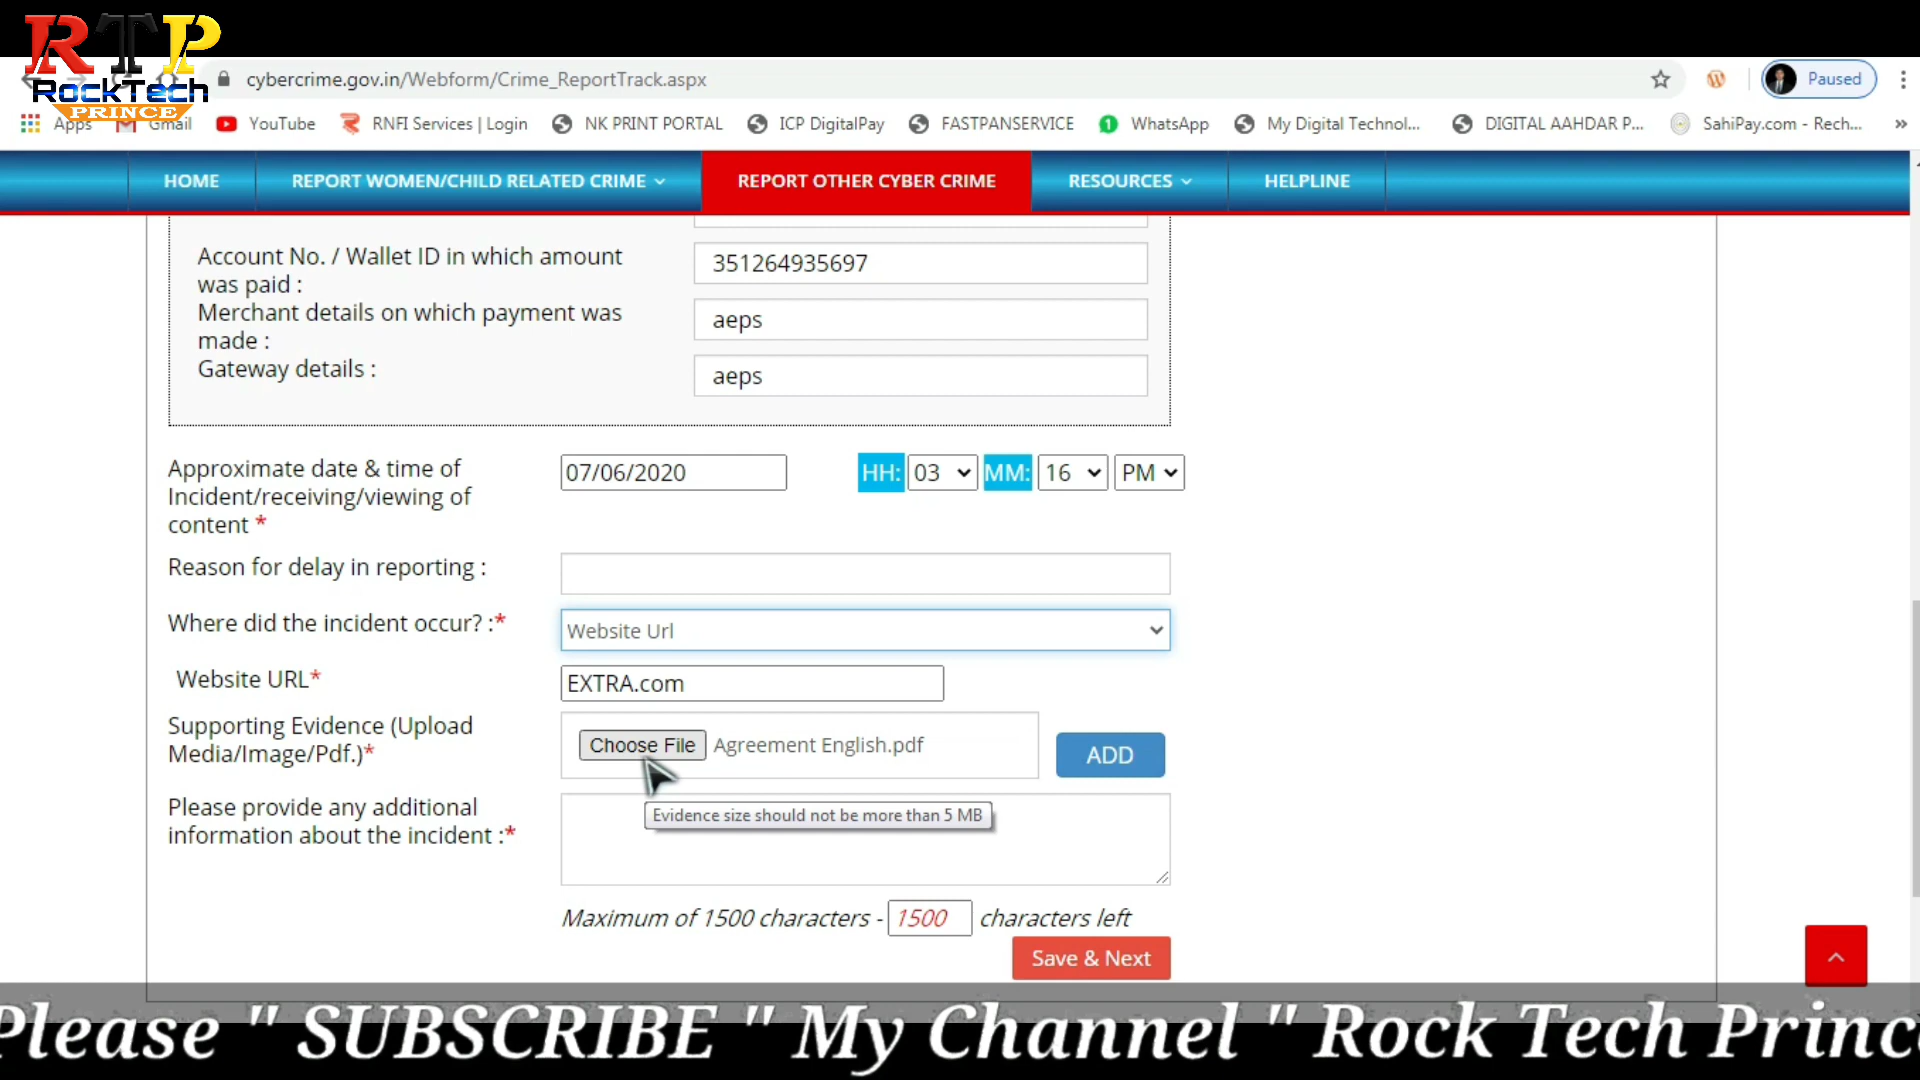 RTP
RockTech
PRINCE
cybercrime.gov.in/Webform/Crime_ReportTrack.aspx
Paused
Apps Gmail YouTube RNFI Services | Login NK PRINT PORTAL ICP DigitalPay FASTPANSERVICE WhatsApp My Digital Technol... DIGITAL AAHDAR P... SahiPay.com - Rech... »
HOME REPORT WOMEN/CHILD RELATED CRIME REPORT OTHER CYBER CRIME RESOURCES HELPLINE
Account No. / Wallet ID in which amount
was paid :
351264935697
Merchant details on which payment was
made :
aeps
Gateway details :
aeps
Approximate date & time of
Incident/receiving/viewing of
content *
07/06/2020 HH: 03 MM: 16 PM
Reason for delay in reporting :
Where did the incident occur? :*
Website Url
Website URL*
EXTRA.com
Supporting Evidence (Upload
Media/Image/Pdf.)*
Choose File Agreement English.pdf
ADD
Evidence size should not be more than 5 MB
Please provide any additional
information about the incident :*
Maximum of 1500 characters - 1500 characters left
Save & Next
Please " SUBSCRIBE " My Channel " Rock Tech Princ